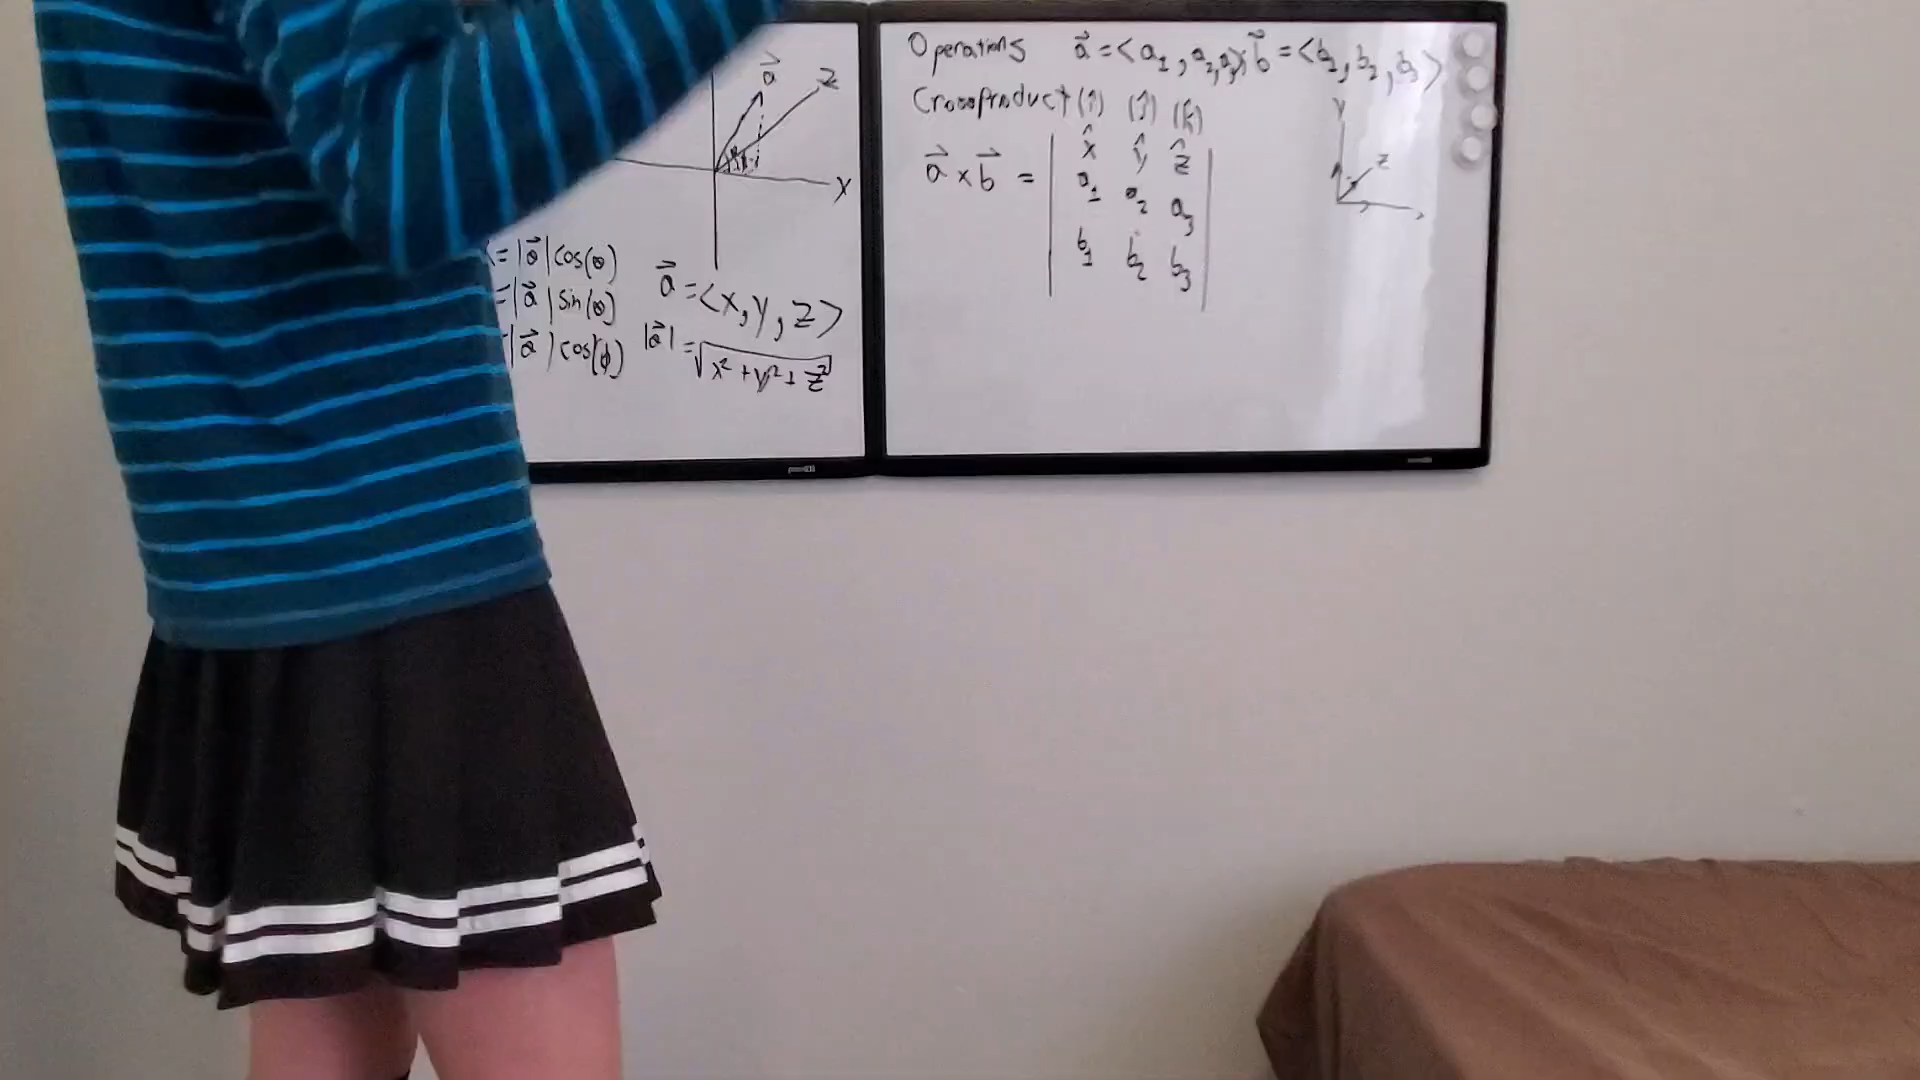 a⃗
Z
X
= |a⃗| cos(θ)
= |a⃗| sin(θ)
= |a⃗| cos(ϕ)
a⃗ = <x, y, z>
|a⃗| = √x² + y² + z²
Operations a⃗ = <a₁, a₂, a₃>, b⃗ = <b₁, b₂, b₃>
Crossproduct (î) (ĵ) (k̂)
a⃗ × b⃗ = | x̂ ŷ ẑ |
a₁ a₂ a₃
b₁ b₂ b₃
Y
Z